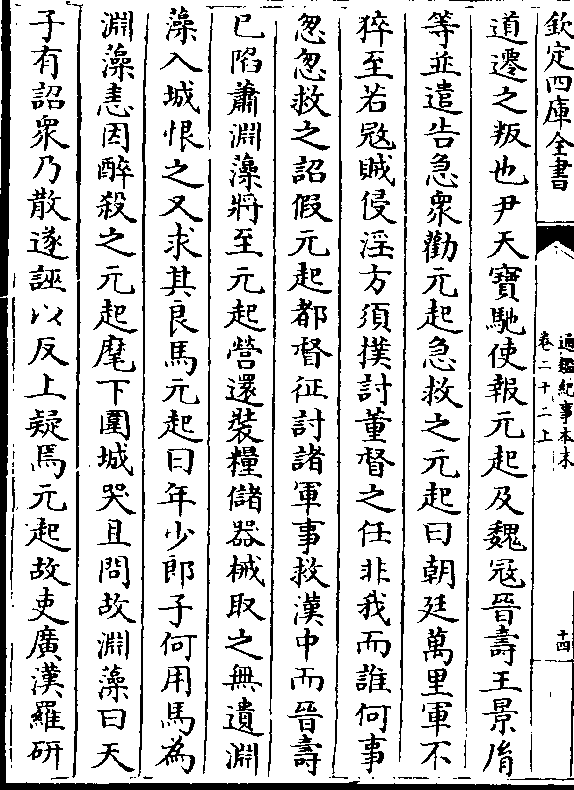 欽定四庫全書
通鑑紀事本末
卷二十二上
十四
道遷之叛也尹天寶馳使報元起及魏冦晉壽王景胤
等並遣告急衆勸元起急救之元起曰朝廷萬里軍不
猝至若冦賊侵淫方須撲討董督之任非我而誰何事
怱怱救之詔假元起都督征討諸軍事救漢中而晉壽
已陷蕭淵藻將至元起營還裝糧儲器械取之無遺淵
藻入城恨之又求其良馬元起曰年少郎子何用馬為
淵藻恚因醉殺之元起麾下圍城哭且問故淵藻曰天
子有詔衆乃散遂誣以反上疑焉元起故吏廣漢羅研